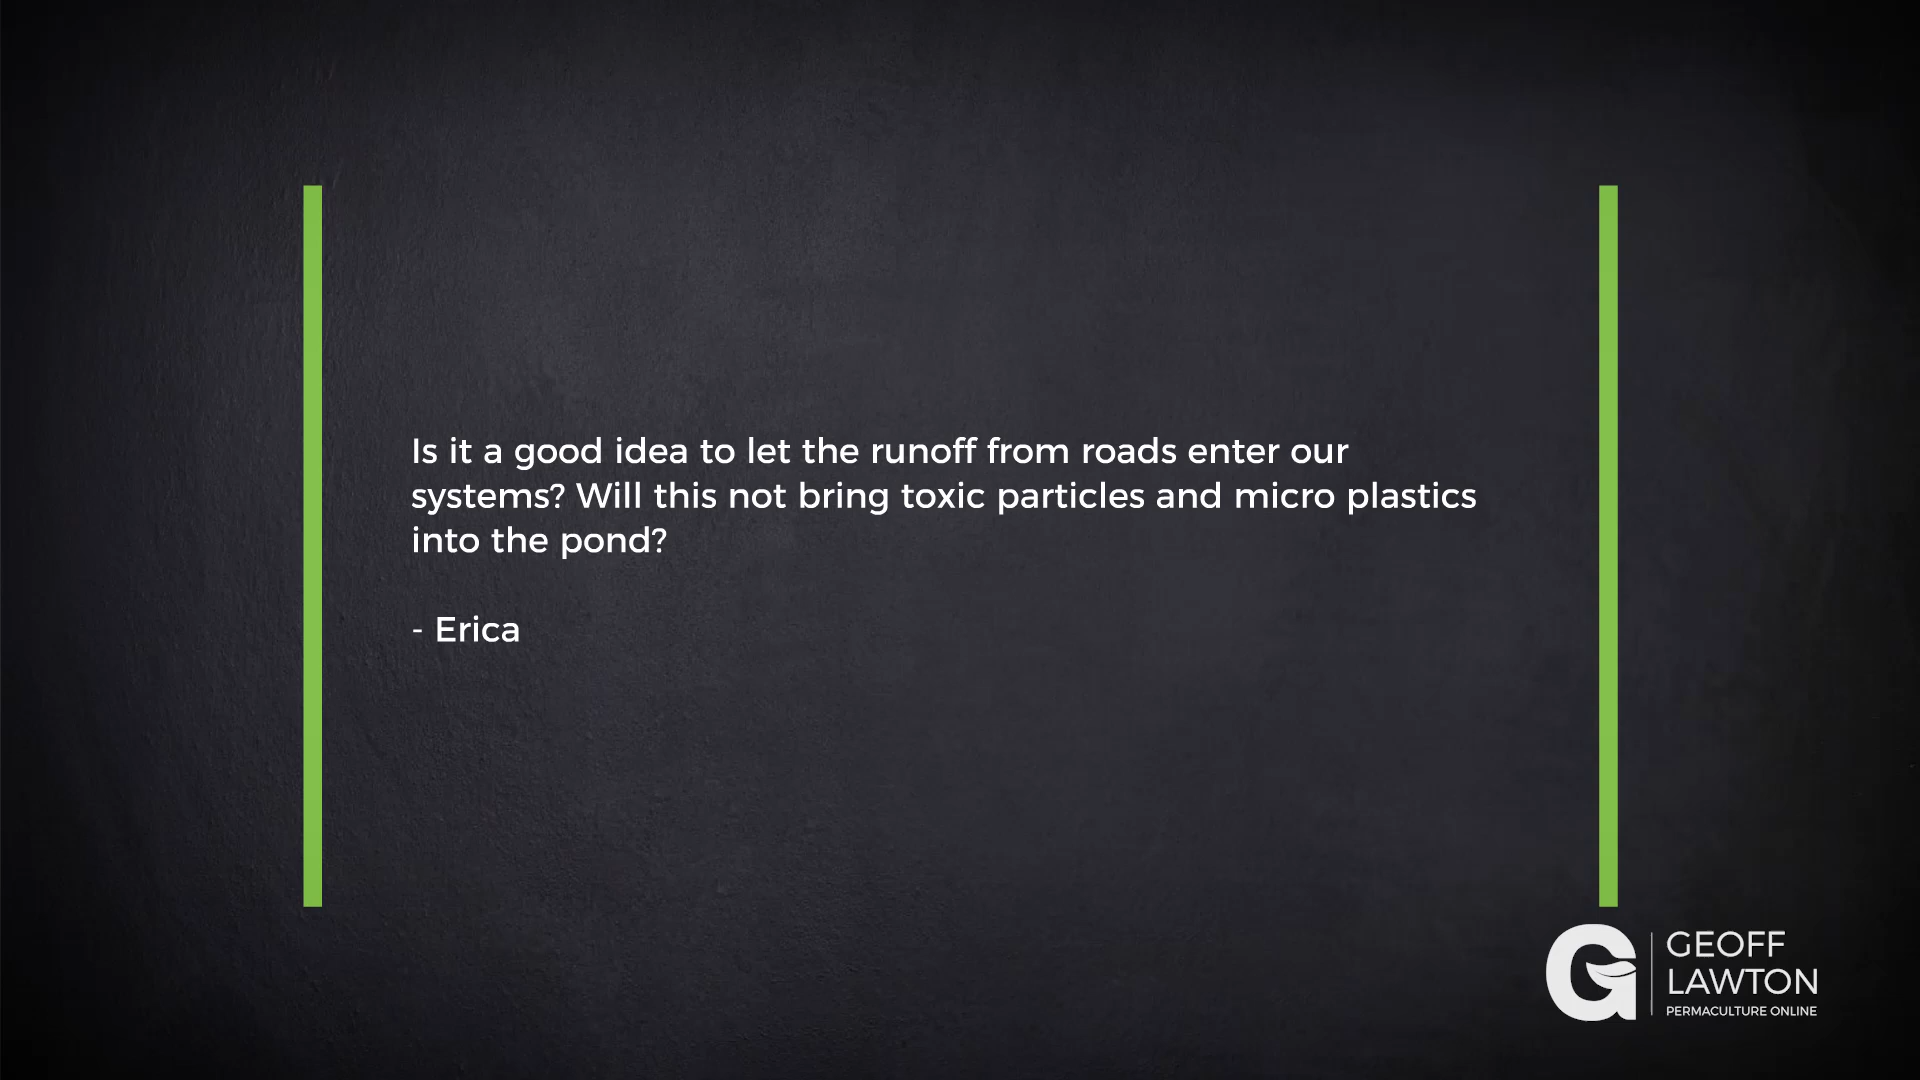 Is it a good idea to let the runoff from roads enter our
systems? Will this not bring toxic particles and micro plastics
into the pond?
- Erica
GEOFF
LAWTON
PERMACULTURE ONLINE